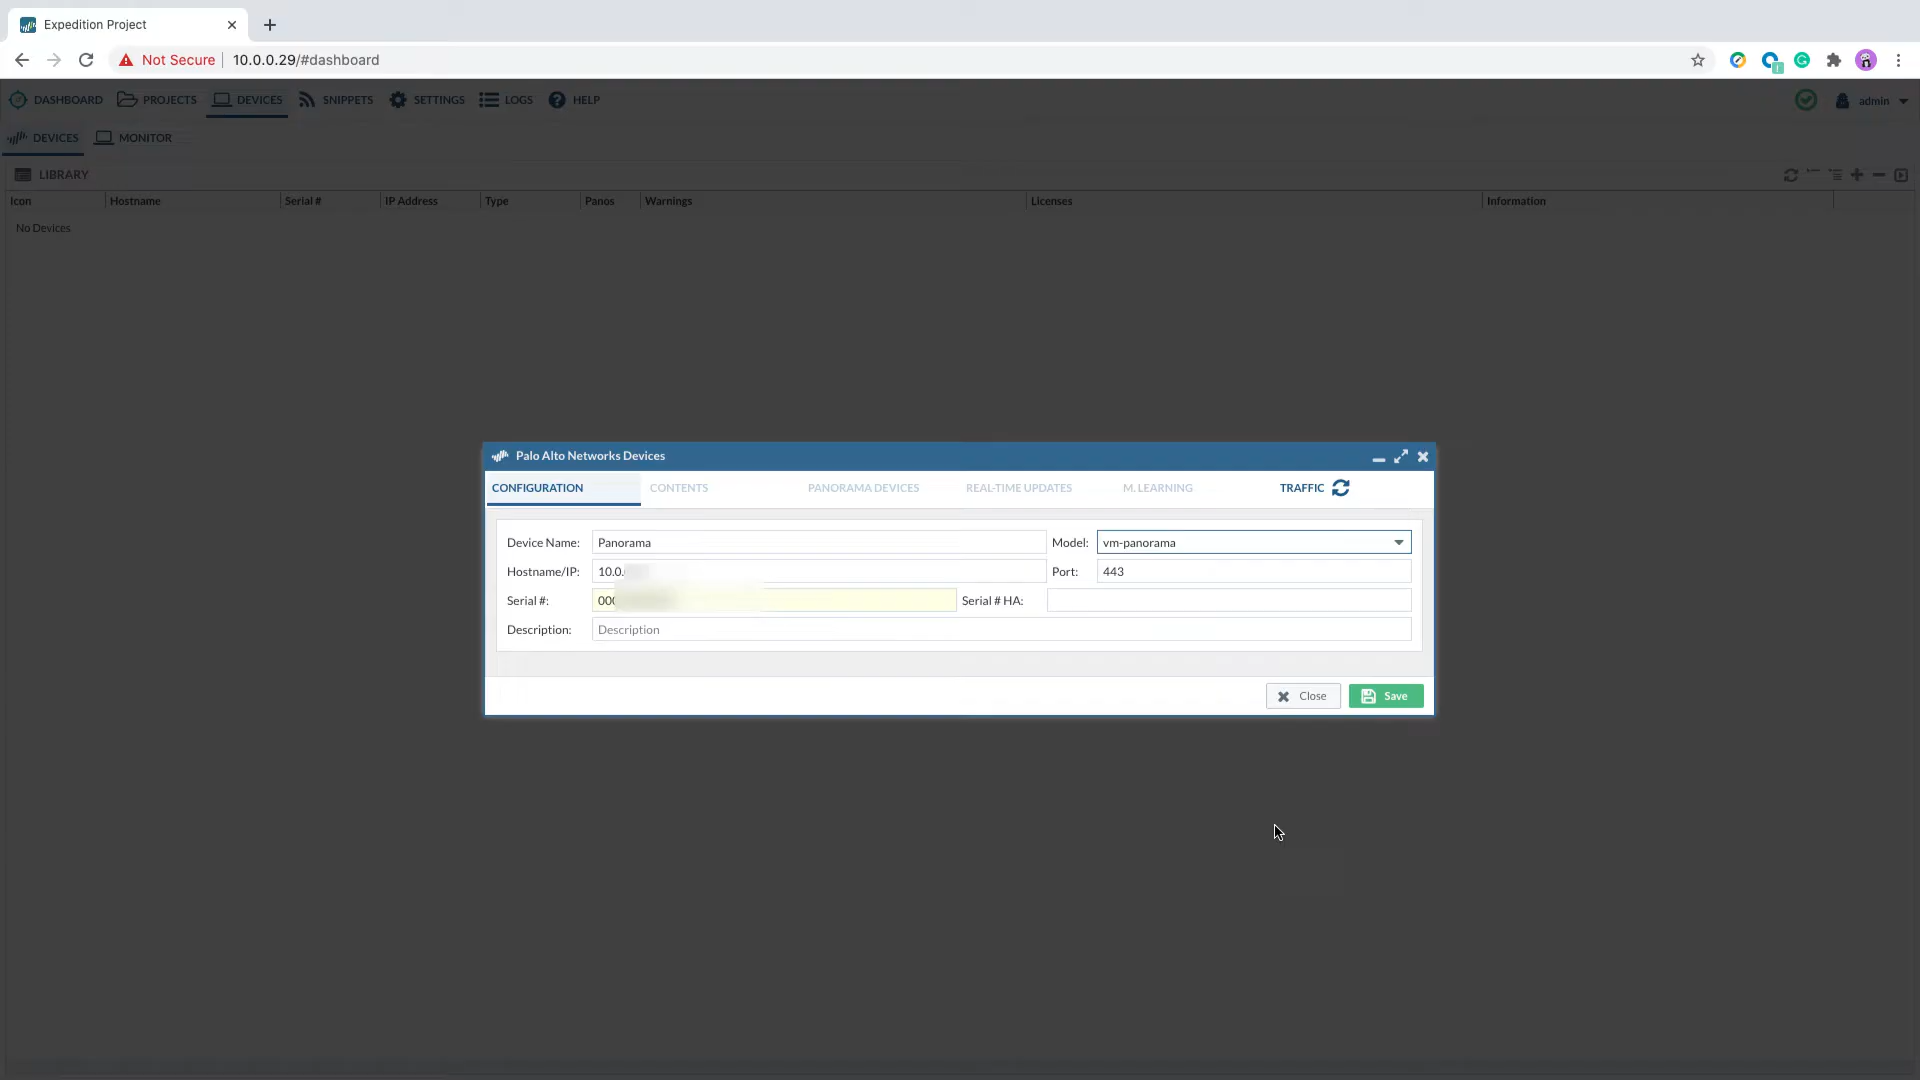 Expedition Project
Not Secure 10.0.0.29/#dashboard
DASHBOARD PROJECTS DEVICES SNIPPETS SETTINGS LOGS HELP admin
DEVICES MONITOR
LIBRARY
Icon Hostname Serial # IP Address Type Panos Warnings Licenses Information
No Devices
Palo Alto Networks Devices
CONFIGURATION CONTENTS PANORAMA DEVICES REAL-TIME UPDATES M. LEARNING TRAFFIC
Device Name: Panorama Model: vm-panorama
Hostname/IP: 10.0. Port: 443
Serial #: 000 Serial # HA:
Description: Description
Close Save